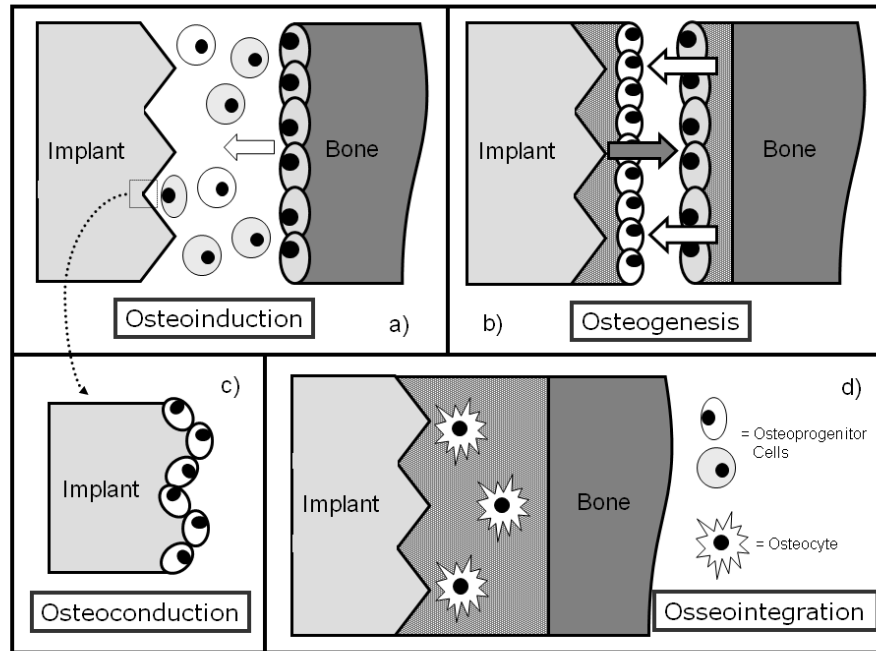 Implant
Bone
Osteoinduction
a)
Implant
Bone
b)
Osteogenesis
c)
Implant
Osteoconduction
d)
Implant
Bone
= Osteoprogenitor
Cells
= Osteocyte
Osseointegration